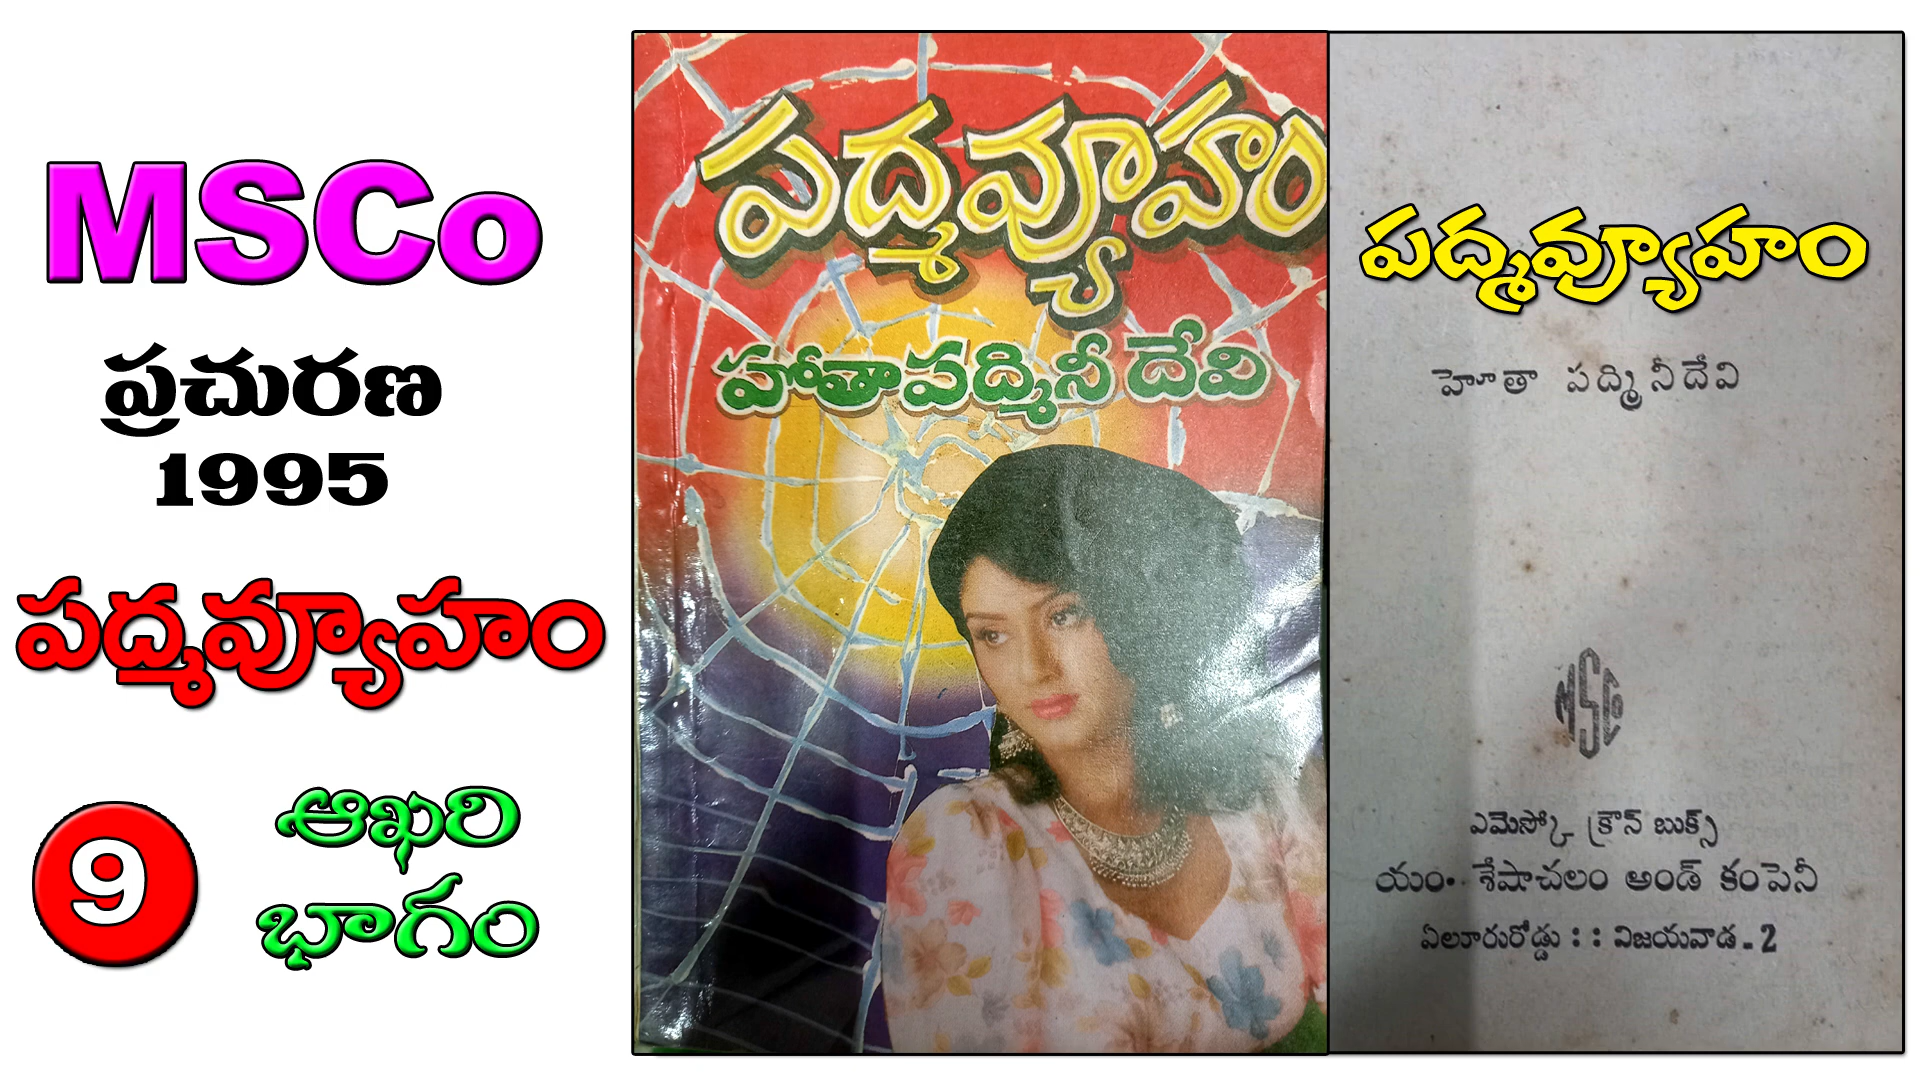 MSCo
ప్రచురణ
1995
పద్మవ్యూహం
9
ఆఖరి
భాగం
పద్మవ్యూహం
హోతా పద్మినీ దేవి
పద్మవ్యూహం
హోతా పద్మినీదేవి
MSCo
ఎమెస్కో క్రౌన్ బుక్స్
యం. శేషాచలం అండ్ కంపెనీ
ఏలూరురోడ్డు : : విజయవాడ-2